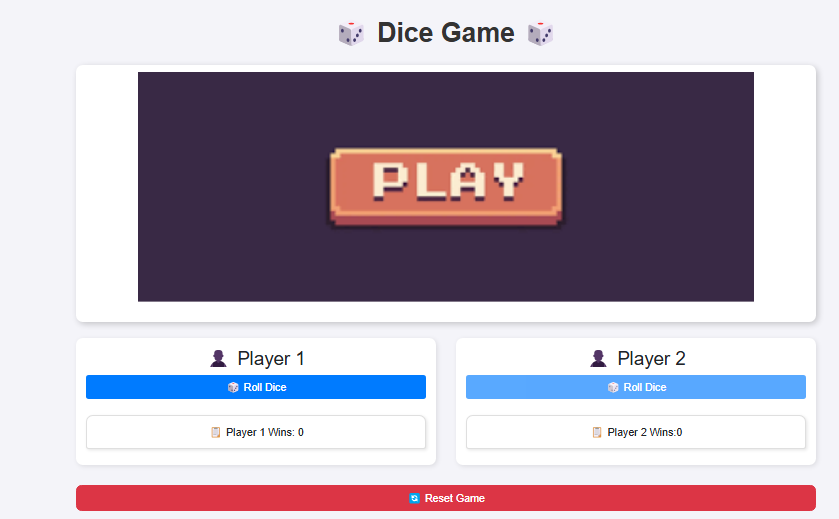 Dice Game
PLAY
Player 1
Player 2
Roll Dice
Roll Dice
Player 1 Wins: 0
Player 2 Wins:0
Reset Game